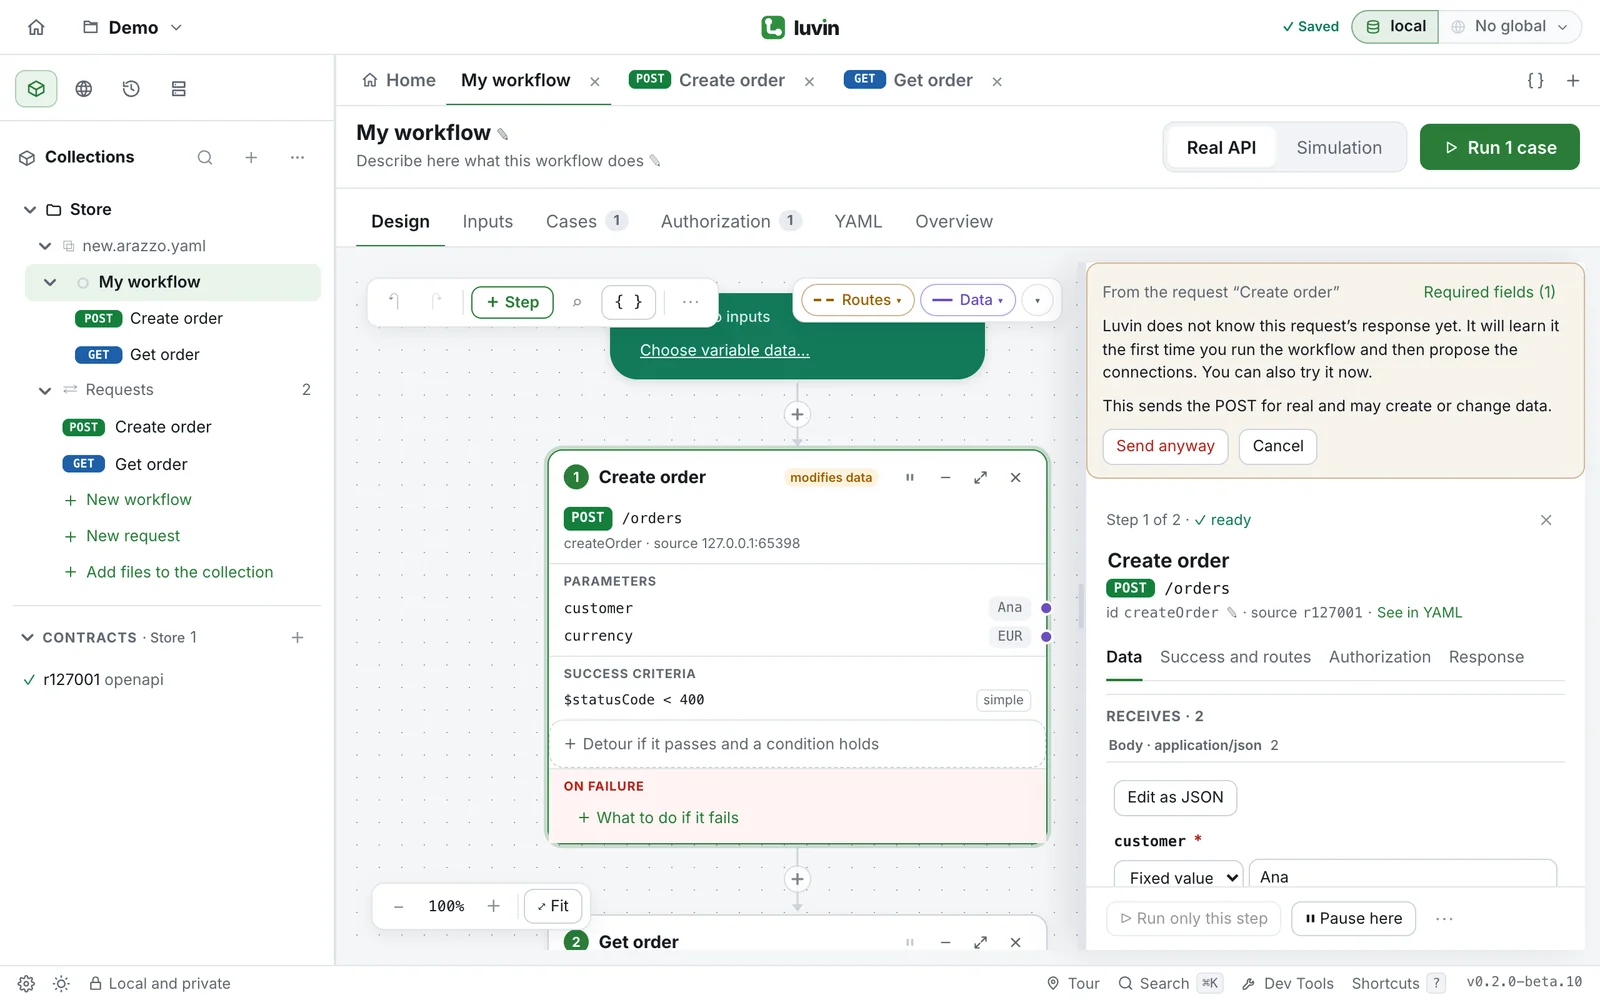 Demo
luvin
Saved
local
No global
Home
My workflow
POST Create order
GET Get order
{ }
Collections
My workflow
Describe here what this workflow does
Real API
Simulation
Run 1 case
Store
new.arazzo.yaml
My workflow
POST Create order
GET Get order
Requests 2
POST Create order
GET Get order
+ New workflow
+ New request
+ Add files to the collection
CONTRACTS · Store 1
r127001 openapi
Design
Inputs
Cases 1
Authorization 1
YAML
Overview
+ Step
{ }
Routes
Data
inputs
Choose variable data...
1 Create order
modifies data
POST /orders
createOrder · source 127.0.0.1:65398
PARAMETERS
customer Ana
currency EUR
SUCCESS CRITERIA
$statusCode < 400 simple
+ Detour if it passes and a condition holds
ON FAILURE
+ What to do if it fails
100%
Fit
2 Get order
From the request “Create order”
Required fields (1)
Luvin does not know this request’s response yet. It will learn it
the first time you run the workflow and then propose the
connections. You can also try it now.
This sends the POST for real and may create or change data.
Send anyway
Cancel
Step 1 of 2 · ✓ ready
Create order
POST /orders
id createOrder · source r127001 · See in YAML
Data
Success and routes
Authorization
Response
RECEIVES · 2
Body · application/json 2
Edit as JSON
customer *
Fixed value
Ana
Run only this step
Pause here
Local and private
Tour
Search ⌘K
Dev Tools
Shortcuts ?
v0.2.0-beta.10